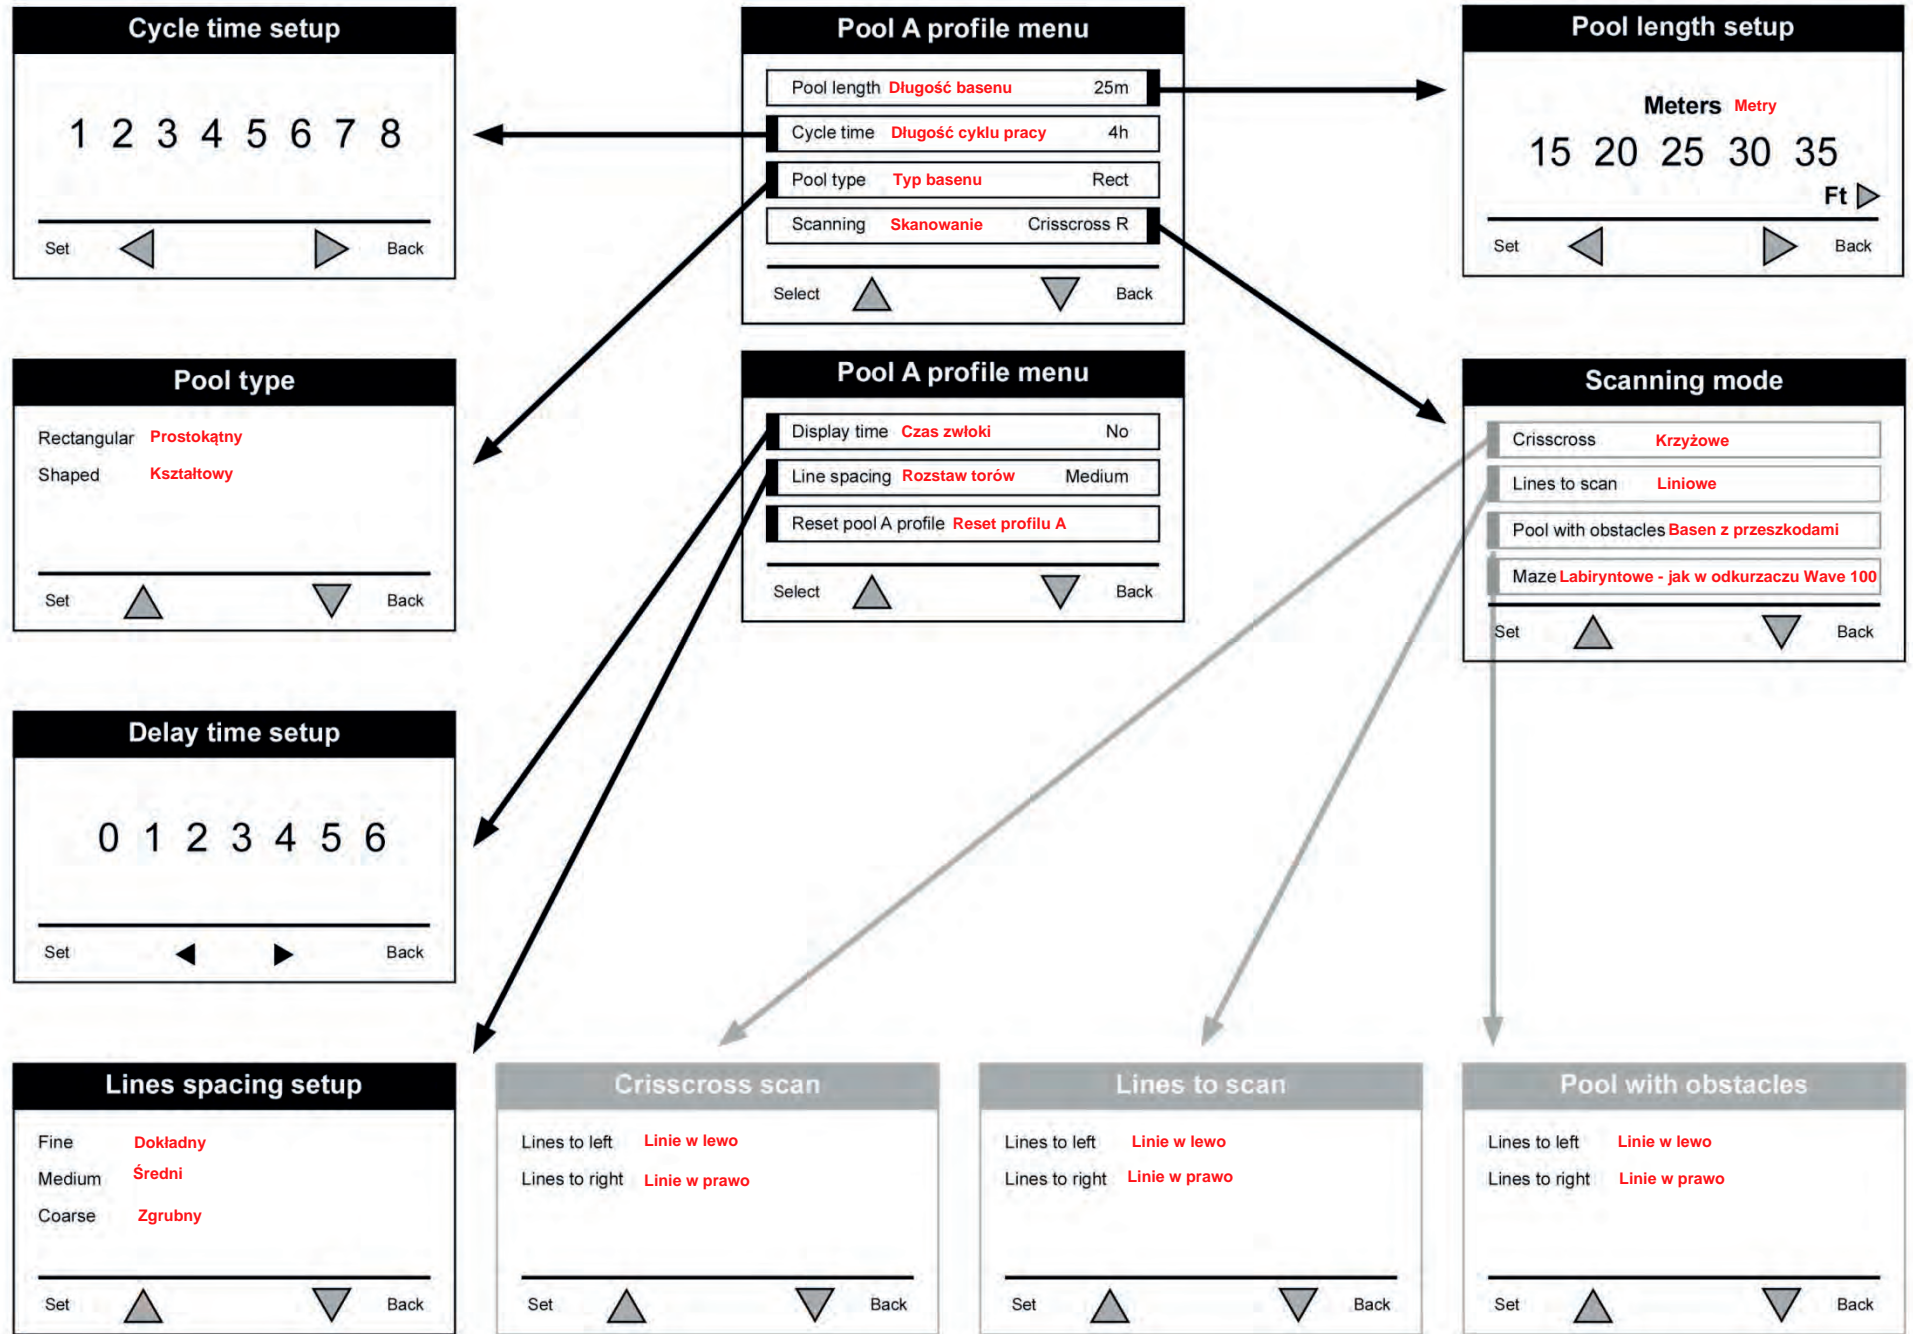 Cycle time setup
1 2 3 4 5 6 7 8
Set Back
Pool A profile menu
Pool length Długość basenu 25m
Cycle time Długość cyklu pracy 4h
Pool type Typ basenu Rect
Scanning Skanowanie Crisscross R
Select Back
Pool length setup
Meters Metry
15 20 25 30 35
Ft
Set Back
Pool type
Rectangular Prostokątny
Shaped Kształtowy
Set Back
Pool A profile menu
Display time Czas zwłoki No
Line spacing Rozstaw torów Medium
Reset pool A profile Reset profilu A
Select Back
Scanning mode
Crisscross Krzyżowe
Lines to scan Liniowe
Pool with obstacles Basen z przeszkodami
Maze Labiryntowe - jak w odkurzaczu Wave 100
Set Back
Delay time setup
0 1 2 3 4 5 6
Set Back
Lines spacing setup
Fine Dokładny
Medium Średni
Coarse Zgrubny
Set Back
Crisscross scan
Lines to left Linie w lewo
Lines to right Linie w prawo
Set Back
Lines to scan
Lines to left Linie w lewo
Lines to right Linie w prawo
Set Back
Pool with obstacles
Lines to left Linie w lewo
Lines to right Linie w prawo
Set Back